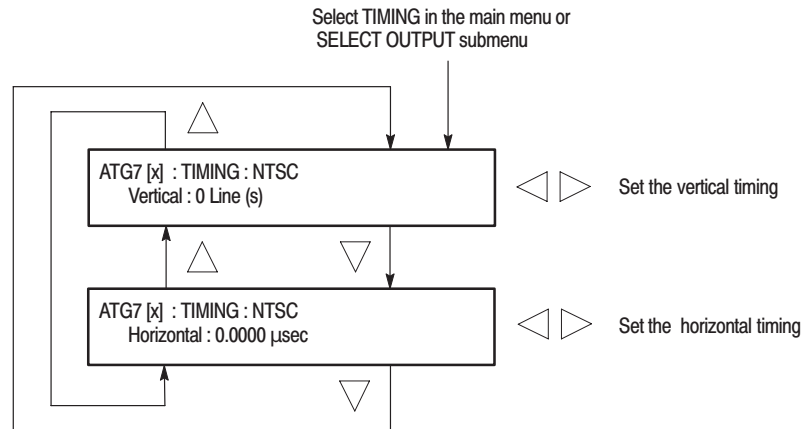 Select TIMING in the main menu or
SELECT OUTPUT submenu
ATG7 [x] : TIMING : NTSC
Vertical : 0 Line (s)
Set the vertical timing
ATG7 [x] : TIMING : NTSC
Horizontal : 0.0000 µsec
Set the horizontal timing